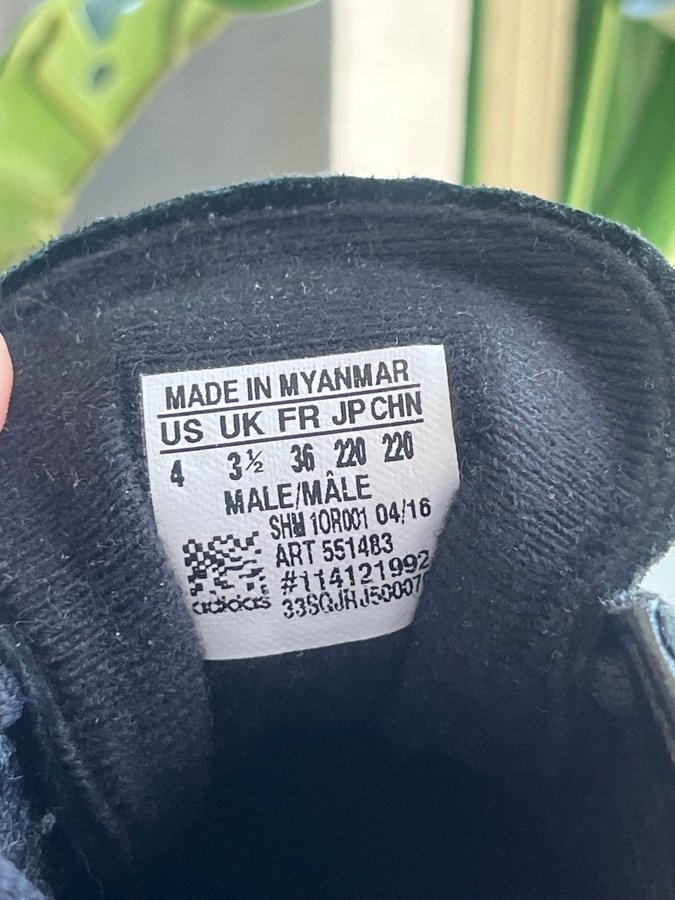 MADE IN MYANMAR
US UK FR JP CHN
4 3½ 36 220 220
MALE/MÂLE
SHM 1OR001 04/16
ART 551483
#114121992
adidas